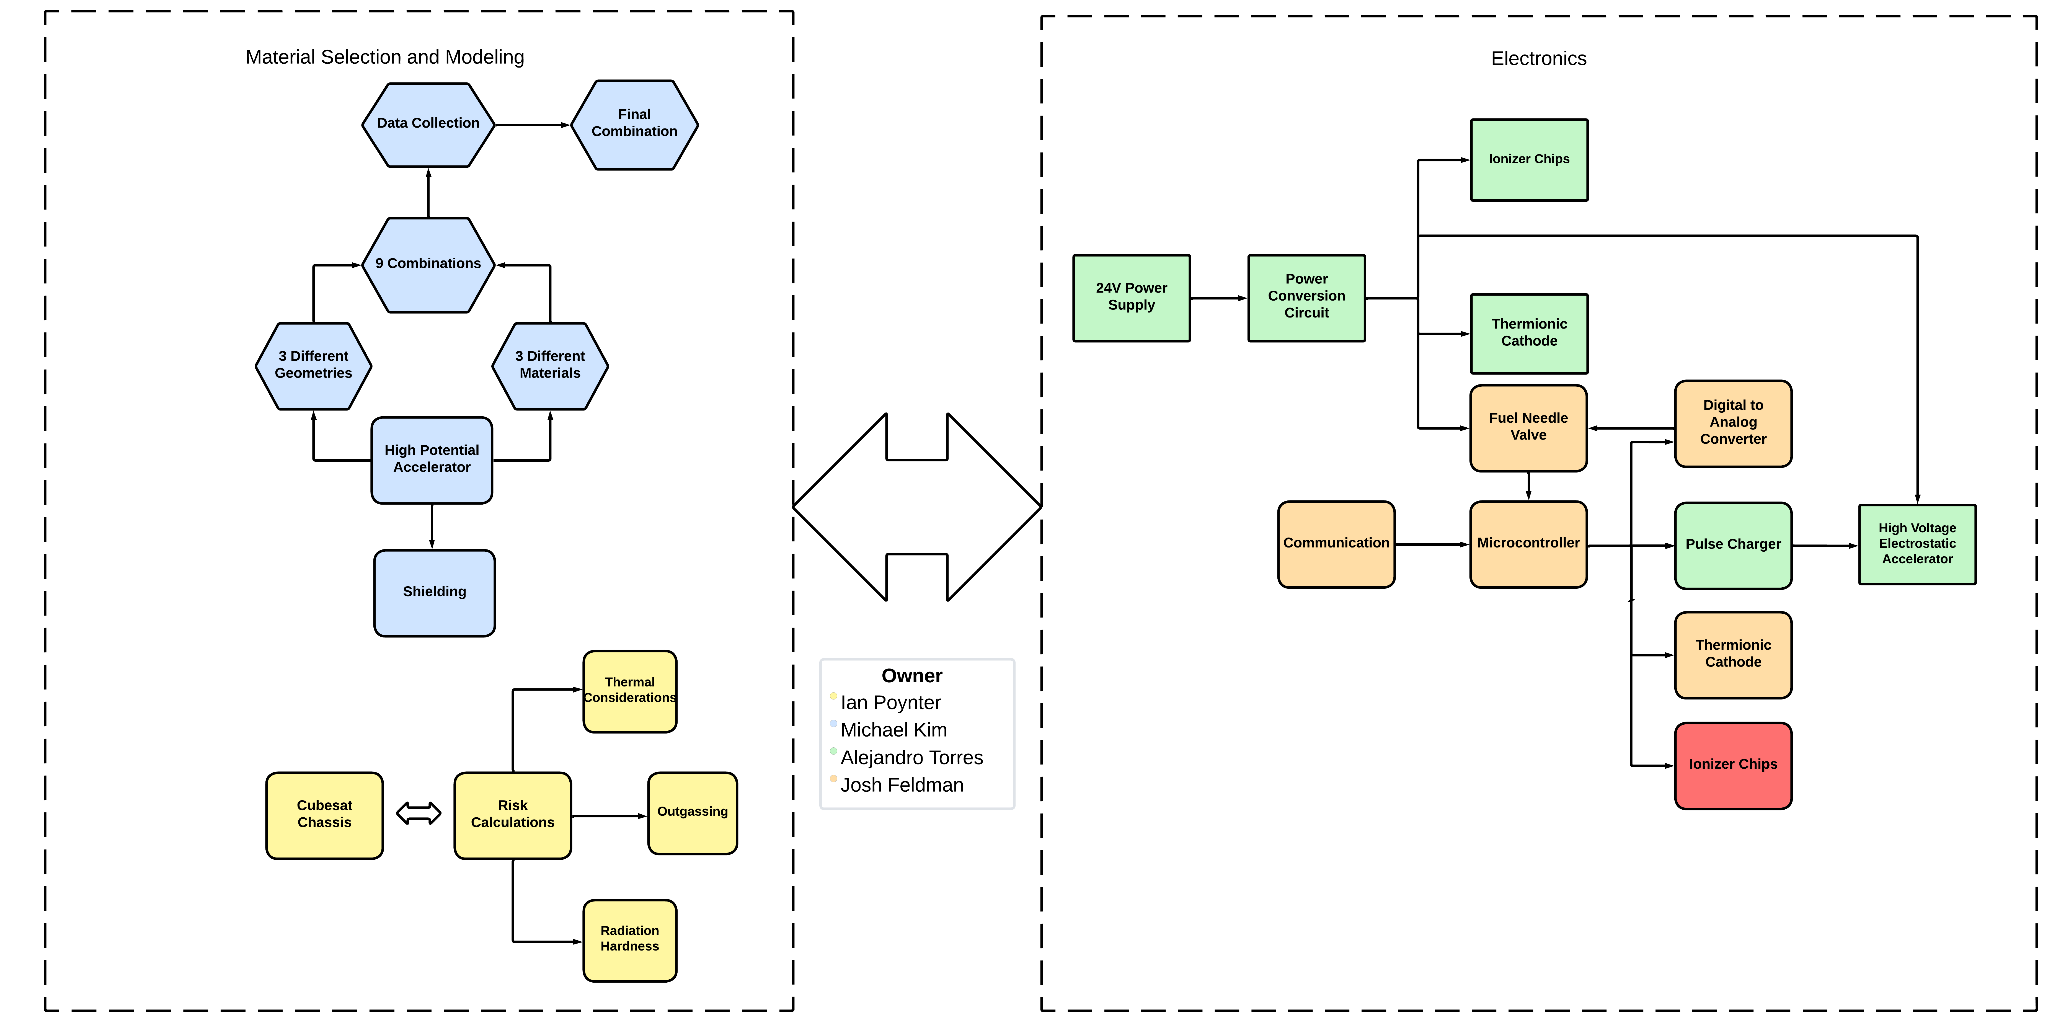 Material Selection and Modeling
Data Collection
Final
Combination
9 Combinations
3 Different
Geometries
3 Different
Materials
High Potential
Accelerator
Shielding
Thermal
Considerations
Cubesat
Chassis
Risk
Calculations
Outgassing
Radiation
Hardness
Owner
Ian Poynter
Michael Kim
Alejandro Torres
Josh Feldman
Electronics
Ionizer Chips
24V Power
Supply
Power
Conversion
Circuit
Thermionic
Cathode
Fuel Needle
Valve
Digital to
Analog
Converter
Communication
Microcontroller
Pulse Charger
High Voltage
Electrostatic
Accelerator
Thermionic
Cathode
Ionizer Chips